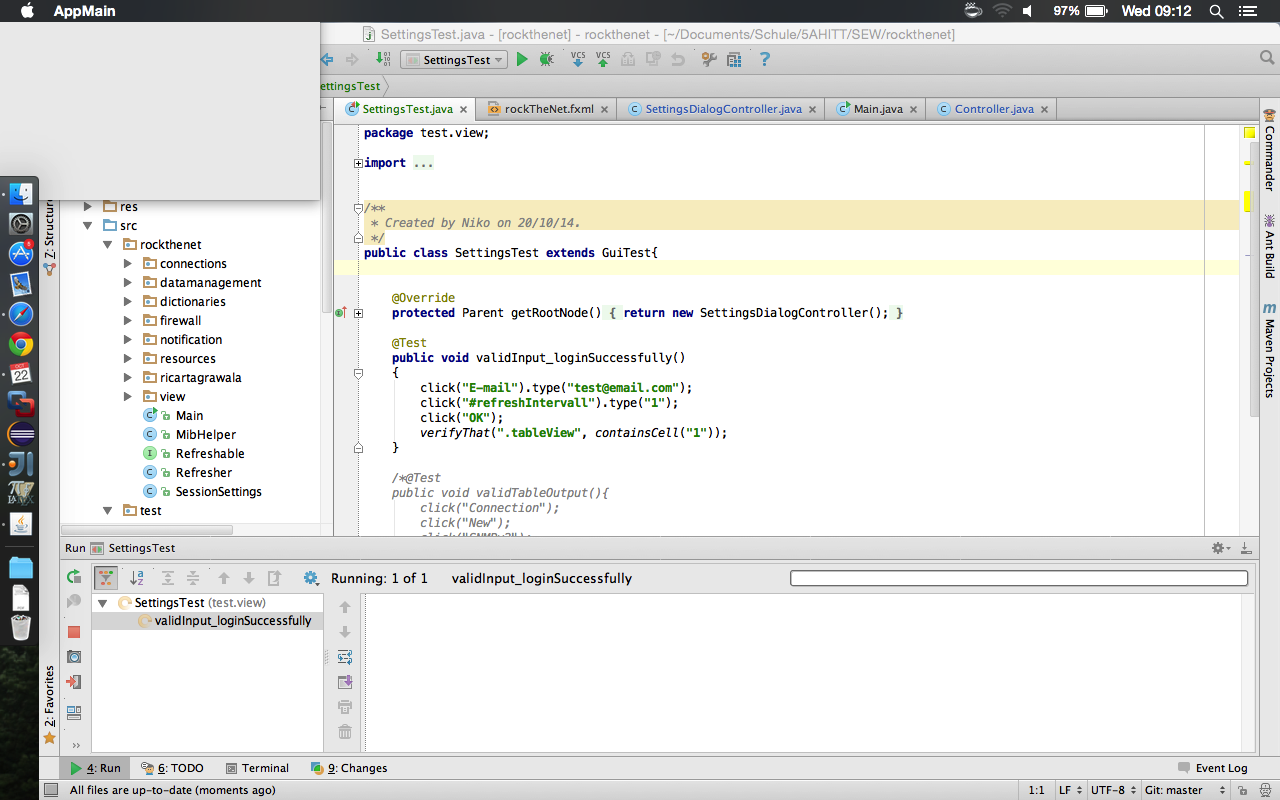 AppMain
97%
Wed 09:12
SettingsTest.java - [rockthenet] - rockthenet - [~/Documents/Schule/5AHITT/SEW/rockthenet]
SettingsTest
VCS
VCS
?
ettingsTest
SettingsTest.java
rockTheNet.fxml
SettingsDialogController.java
Main.java
Controller.java
package test.view;
import ...
/**
* Created by Niko on 20/10/14.
*/
public class SettingsTest extends GuiTest{
@Override
protected Parent getRootNode() { return new SettingsDialogController(); }
@Test
public void validInput_loginSuccessfully()
{
click("E-mail").type("test@email.com");
click("#refreshIntervall").type("1");
click("OK");
verifyThat(".tableView", containsCell("1"));
}
/*@Test
public void validTableOutput(){
click("Connection");
click("New");
click("SNMPv2");
res
src
rockthenet
connections
datamanagement
dictionaries
firewall
notification
resources
ricartagrawala
view
Main
MibHelper
Refreshable
Refresher
SessionSettings
test
Z: Structure
2: Favorites
Commander
Ant Build
Maven Projects
Run SettingsTest
Running: 1 of 1 validInput_loginSuccessfully
SettingsTest (test.view)
validInput_loginSuccessfully
4: Run
6: TODO
Terminal
9: Changes
Event Log
All files are up-to-date (moments ago)
1:1
LF
UTF-8
Git: master